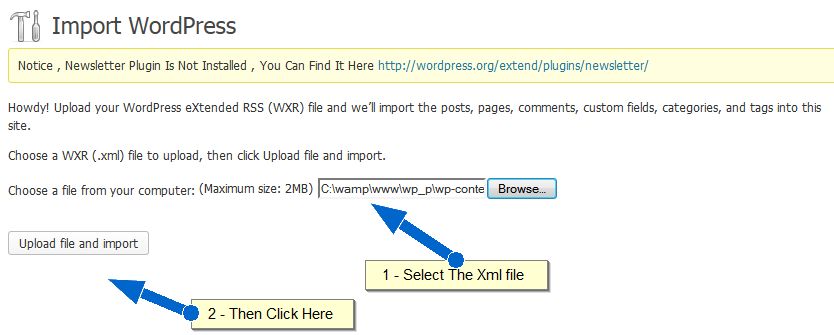 Import WordPress
Notice , Newsletter Plugin Is Not Installed , You Can Find It Here http://wordpress.org/extend/plugins/newsletter/
Howdy! Upload your WordPress eXtended RSS (WXR) file and we'll import the posts, pages, comments, custom fields, categories, and tags into this
site.
Choose a WXR (.xml) file to upload, then click Upload file and import.
Choose a file from your computer: (Maximum size: 2MB) C:\wamp\www\wp_p\wp-conte Browse...
Upload file and import
1 - Select The Xml file
2 - Then Click Here